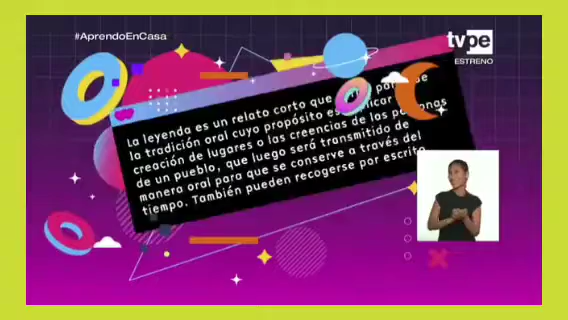 #AprendoEnCasa
tvpe
ESTRENO
La leyenda es un relato corto que
la tradición oral cuyo propósito es
creación de lugares o las creencias de las
de un pueblo, que luego será transmitido de
manera oral para que se conserve a través del
tiempo. También pueden recogerse por escrito